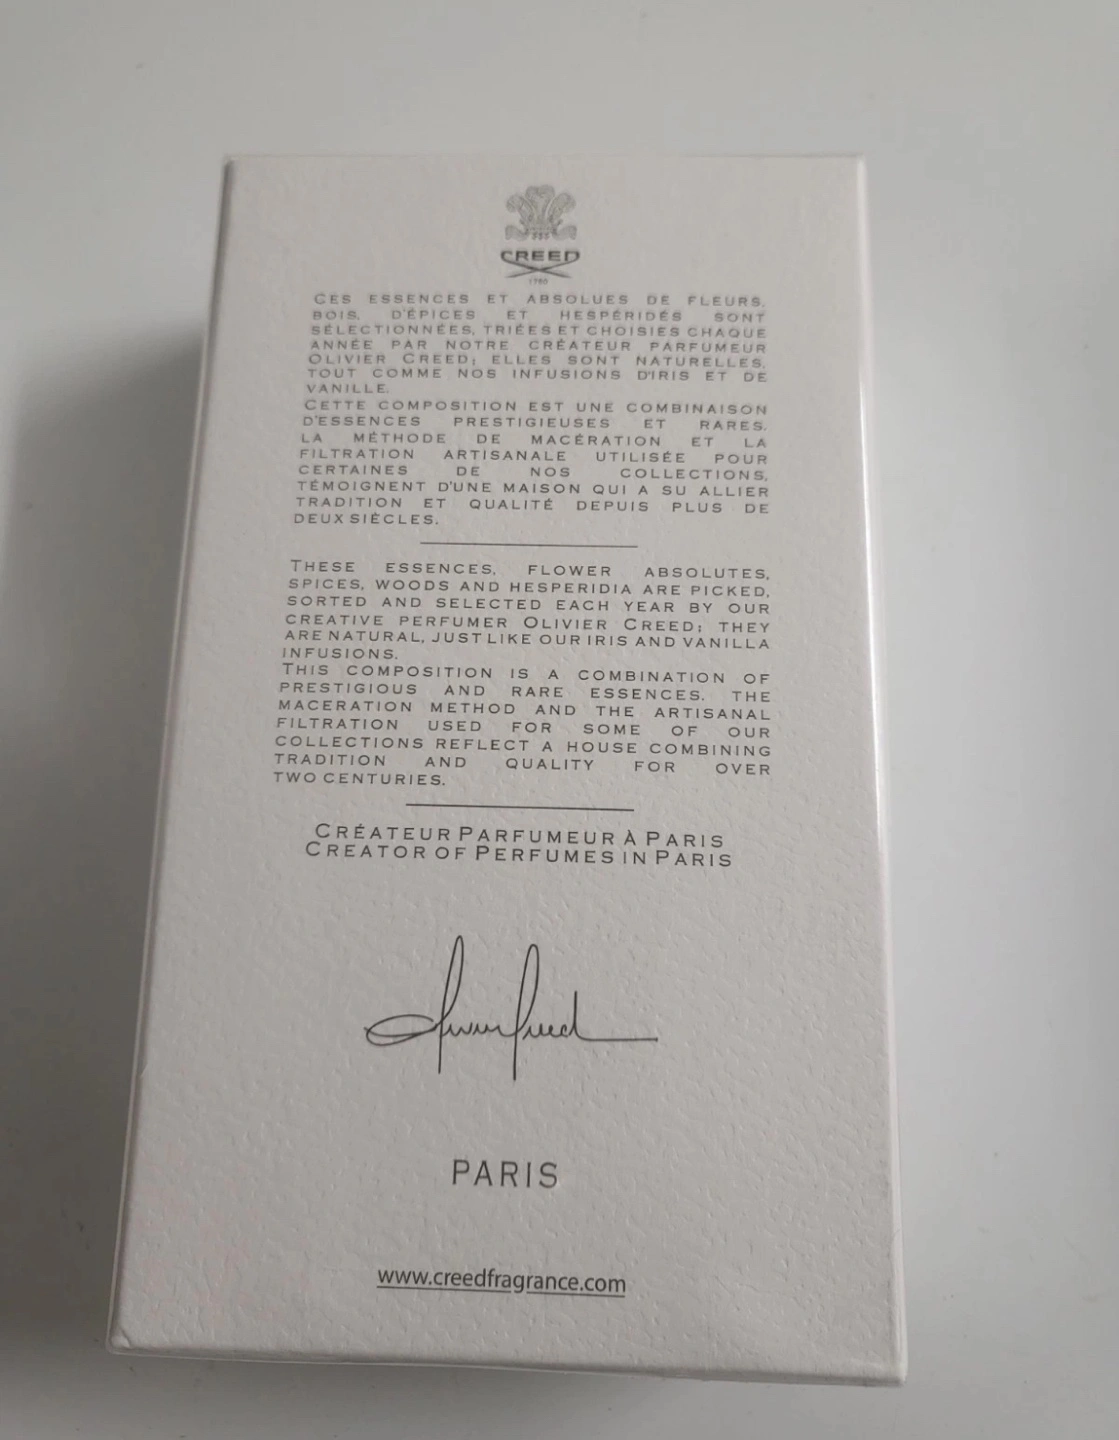 CREED
1760
CES ESSENCES ET ABSOLUES DE FLEURS,
BOIS, D'ÉPICES ET HESPÉRIDÉS SONT
SÉLECTIONNÉES, TRIÉES ET CHOISIES CHAQUE
ANNÉE PAR NOTRE CRÉATEUR PARFUMEUR
OLIVIER CREED; ELLES SONT NATURELLES,
TOUT COMME NOS INFUSIONS D'IRIS ET DE
VANILLE.
CETTE COMPOSITION EST UNE COMBINAISON
D'ESSENCES PRESTIGIEUSES ET RARES.
LA MÉTHODE DE MACÉRATION ET LA
FILTRATION ARTISANALE UTILISÉE POUR
CERTAINES DE NOS COLLECTIONS,
TÉMOIGNENT D'UNE MAISON QUI A SU ALLIER
TRADITION ET QUALITÉ DEPUIS PLUS DE
DEUX SIÈCLES.
THESE ESSENCES, FLOWER ABSOLUTES,
SPICES, WOODS AND HESPERIDIA ARE PICKED,
SORTED AND SELECTED EACH YEAR BY OUR
CREATIVE PERFUMER OLIVIER CREED; THEY
ARE NATURAL, JUST LIKE OUR IRIS AND VANILLA
INFUSIONS.
THIS COMPOSITION IS A COMBINATION OF
PRESTIGIOUS AND RARE ESSENCES. THE
MACERATION METHOD AND THE ARTISANAL
FILTRATION USED FOR SOME OF OUR
COLLECTIONS REFLECT A HOUSE COMBINING
TRADITION AND QUALITY FOR OVER
TWO CENTURIES.
CRÉATEUR PARFUMEUR À PARIS
CREATOR OF PERFUMES IN PARIS
Olivier Creed
PARIS
www.creedfragrance.com